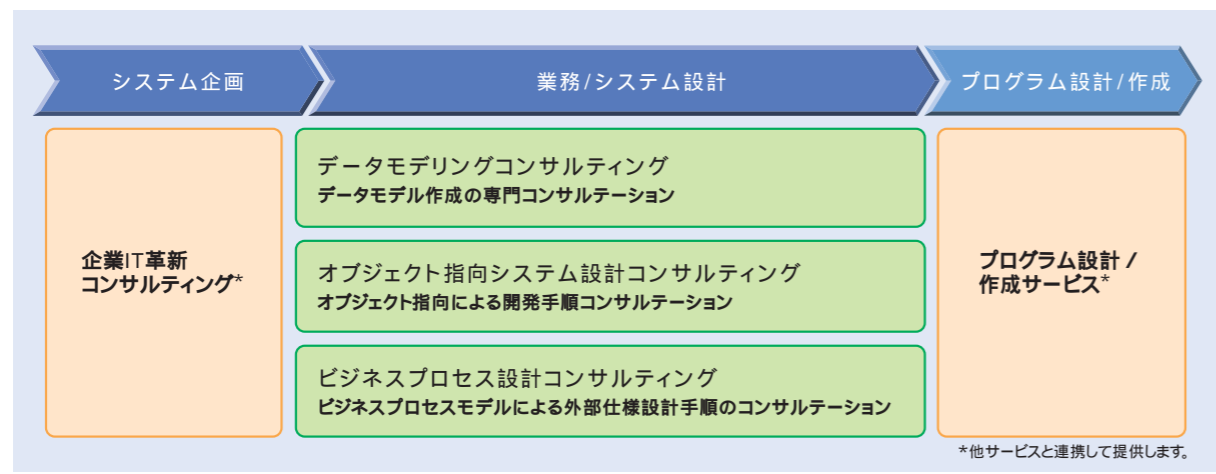 システム企画
業務/システム設計
プログラム設計/作成
企業IT革新
コンサルティング*
データモデリングコンサルティング
データモデル作成の専門コンサルテーション
オブジェクト指向システム設計コンサルティング
オブジェクト指向による開発手順コンサルテーション
ビジネスプロセス設計コンサルティング
ビジネスプロセスモデルによる外部仕様設計手順のコンサルテーション
プログラム設計 /
作成サービス*
*他サービスと連携して提供します。